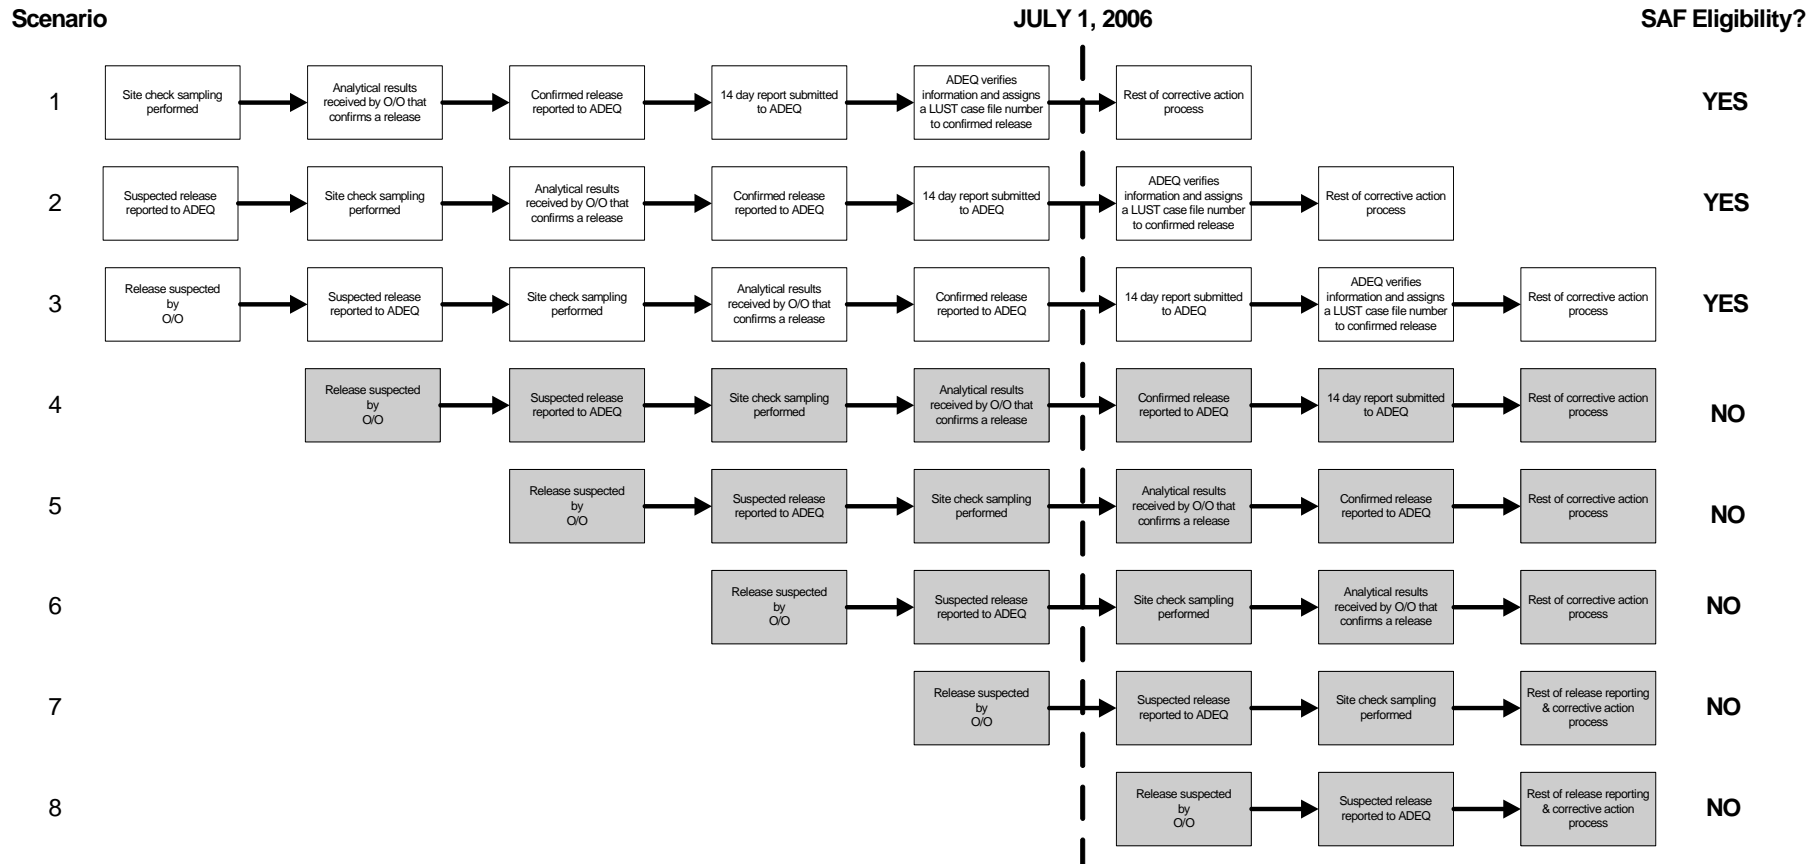 Scenario
JULY 1, 2006
SAF Eligibility?
1
Site check sampling
performed
Analytical results
received by O/O that
confirms a release
Confirmed release
reported to ADEQ
14 day report submitted
to ADEQ
ADEQ verifies
information and assigns
a LUST case file number
to confirmed release
Rest of corrective action
process
YES
2
Suspected release
reported to ADEQ
Site check sampling
performed
Analytical results
received by O/O that
confirms a release
Confirmed release
reported to ADEQ
14 day report submitted
to ADEQ
ADEQ verifies
information and assigns
a LUST case file number
to confirmed release
Rest of corrective action
process
YES
3
Release suspected
by
O/O
Suspected release
reported to ADEQ
Site check sampling
performed
Analytical results
received by O/O that
confirms a release
Confirmed release
reported to ADEQ
14 day report submitted
to ADEQ
ADEQ verifies
information and assigns
a LUST case file number
to confirmed release
Rest of corrective action
process
YES
4
Release suspected
by
O/O
Suspected release
reported to ADEQ
Site check sampling
performed
Analytical results
received by O/O that
confirms a release
Confirmed release
reported to ADEQ
14 day report submitted
to ADEQ
Rest of corrective action
process
NO
5
Release suspected
by
O/O
Suspected release
reported to ADEQ
Site check sampling
performed
Analytical results
received by O/O that
confirms a release
Confirmed release
reported to ADEQ
Rest of corrective action
process
NO
6
Release suspected
by
O/O
Suspected release
reported to ADEQ
Site check sampling
performed
Analytical results
received by O/O that
confirms a release
Rest of corrective action
process
NO
7
Release suspected
by
O/O
Suspected release
reported to ADEQ
Site check sampling
performed
Rest of release reporting
& corrective action
process
NO
8
Release suspected
by
O/O
Suspected release
reported to ADEQ
Rest of release reporting
& corrective action
process
NO